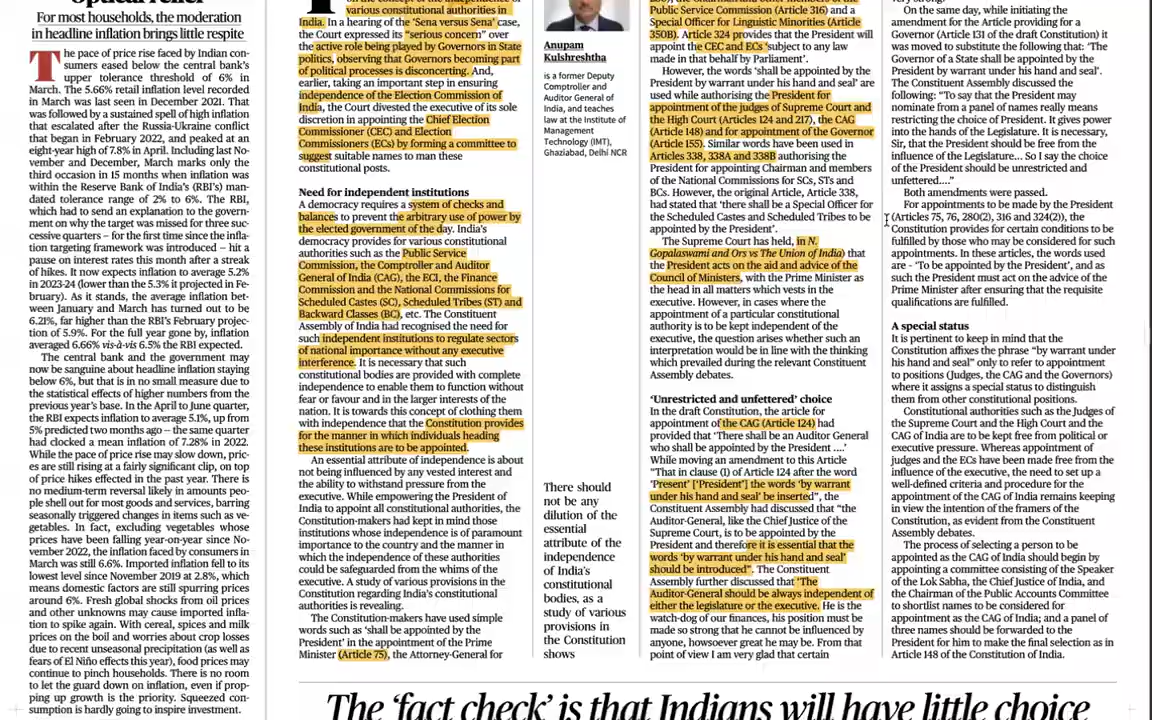 Optical relief
For most households, the moderation
in headline inflation brings little respite
The pace of price rise faced by Indian con-
sumers eased below the central bank's
upper tolerance threshold of 6% in
March. The 5.66% retail inflation level recorded
in March was last seen in December 2021. That
was followed by a sustained spell of high inflation
that escalated after the Russia-Ukraine conflict
that began in February 2022, and peaked at an
eight-year high of 7.8% in April. Including last No-
vember and December, March marks only the
third occasion in 15 months when inflation was
within the Reserve Bank of India's (RBI's) man-
dated tolerance range of 2% to 6%. The RBI,
which had to send an explanation to the govern-
ment on why the target was missed for three suc-
cessive quarters – for the first time since the infla-
tion targeting framework was introduced – hit a
pause on interest rates this month after a streak
of hikes. It now expects inflation to average 5.2%
in 2023-24 (lower than the 5.3% it projected in Fe-
bruary). As it stands, the average inflation bet-
ween January and March has turned out to be
6.21%, far higher than the RBI's February projec-
tion of 5.9%. For the full year gone by, inflation
averaged 6.66% vis-à-vis 6.5% the RBI expected.
The central bank and the government may
now be sanguine about headline inflation staying
below 6%, but that is in no small measure due to
the statistical effects of higher numbers from the
previous year's base. In the April to June quarter,
the RBI expects inflation to average 5.1%, up from
5% predicted two months ago – the same quarter
had clocked a mean inflation of 7.28% in 2022.
While the pace of price rise may slow down, pric-
es are still rising at a fairly significant clip, on top
of price hikes effected in the past year. There is
no medium-term reversal likely in amounts peo-
ple shell out for most goods and services, barring
seasonally triggered changes in items such as ve-
getables. In fact, excluding vegetables whose
prices have been falling year-on-year since No-
vember 2022, the inflation faced by consumers in
March was still 6.6%. Imported inflation fell to its
lowest level since November 2019 at 2.8%, which
means domestic factors are still spurring prices
around 6%. Fresh global shocks from oil prices
and other unknowns may cause imported infla-
tion to spike again. With cereal, spices and milk
prices on the boil and worries about crop losses
due to recent unseasonal precipitation (as well as
fears of El Niño effects this year), food prices may
continue to pinch households. There is no room
to let the guard down on inflation, even if prop-
ping up growth is the priority. Squeezed con-
sumption is hardly going to inspire investment.
various constitutional authorities in
India. In a hearing of the 'Sena versus Sena' case,
the Court expressed its "serious concern" over
the active role being played by Governors in State
politics, observing that Governors becoming part
of political processes is disconcerting. And,
earlier, taking an important step in ensuring
independence of the Election Commission of
India, the Court divested the executive of its sole
discretion in appointing the Chief Election
Commissioner (CEC) and Election
Commissioners (ECs) by forming a committee to
suggest suitable names to man these
constitutional posts.
Need for independent institutions
A democracy requires a system of checks and
balances to prevent the arbitrary use of power by
the elected government of the day. India's
democracy provides for various constitutional
authorities such as the Public Service
Commission, the Comptroller and Auditor
General of India (CAG), the ECI, the Finance
Commission and the National Commissions for
Scheduled Castes (SC), Scheduled Tribes (ST) and
Backward Classes (BC), etc. The Constituent
Assembly of India had recognised the need for
such independent institutions to regulate sectors
of national importance without any executive
interference. It is necessary that such
constitutional bodies are provided with complete
independence to enable them to function without
fear or favour and in the larger interests of the
nation. It is towards this concept of clothing them
with independence that the Constitution provides
for the manner in which individuals heading
these institutions are to be appointed.
An essential attribute of independence is about
not being influenced by any vested interest and
the ability to withstand pressure from the
executive. While empowering the President of
India to appoint all constitutional authorities, the
Constitution-makers had kept in mind those
institutions whose independence is of paramount
importance to the country and the manner in
which the independence of these authorities
could be safeguarded from the whims of the
executive. A study of various provisions in the
Constitution regarding India's constitutional
authorities is revealing.
The Constitution-makers have used simple
words such as 'shall be appointed by the
President' in the appointment of the Prime
Minister (Article 75), the Attorney-General for
Anupam
Kulshreshtha
is a former Deputy
Comptroller and
Auditor General of
India, and teaches
law at the Institute of
Management
Technology (IMT),
Ghaziabad, Delhi NCR
There should
not be any
dilution of the
essential
attribute of the
independence
of India's
constitutional
bodies, as a
study of various
provisions in
the Constitution
shows
Public Service Commission (Article 316) and a
Special Officer for Linguistic Minorities (Article
350B). Article 324 provides that the President will
appoint the CEC and ECs 'subject to any law
made in that behalf by Parliament'.
However, the words 'shall be appointed by the
President by warrant under his hand and seal' are
used while authorising the President for
appointment of the judges of Supreme Court and
the High Court (Articles 124 and 217), the CAG
(Article 148) and for appointment of the Governor
(Article 155). Similar words have been used in
Articles 338, 338A and 338B authorising the
President for appointing Chairman and members
of the National Commissions for SCs, STs and
BCs. However, the original Article, Article 338,
had stated that 'there shall be a Special Officer for
the Scheduled Castes and Scheduled Tribes to be
appointed by the President'.
The Supreme Court has held, in N.
Gopalaswami and Ors vs The Union of India) that
the President acts on the aid and advice of the
Council of Ministers, with the Prime Minister as
the head in all matters which vests in the
executive. However, in cases where the
appointment of a particular constitutional
authority is to be kept independent of the
executive, the question arises whether such an
interpretation would be in line with the thinking
which prevailed during the relevant Constituent
Assembly debates.
'Unrestricted and unfettered' choice
In the draft Constitution, the article for
appointment of the CAG (Article 124) had
provided that 'There shall be an Auditor General
who shall be appointed by the President ....'
While moving an amendment to this Article
"That in clause (1) of Article 124 after the word
'Present' ['President'] the words 'by warrant
under his hand and seal' be inserted", the
Constituent Assembly had discussed that "the
Auditor-General, like the Chief Justice of the
Supreme Court, is to be appointed by the
President and therefore it is essential that the
words 'by warrant under his hand and seal'
should be introduced". The Constituent
Assembly further discussed that 'The
Auditor-General should be always independent of
either the legislature or the executive. He is the
watch-dog of our finances, his position must be
made so strong that he cannot be influenced by
anyone, howsoever great he may be. From that
point of view I am very glad that certain
On the same day, while initiating the
amendment for the Article providing for a
Governor (Article 131 of the draft Constitution) it
was moved to substitute the following that: 'The
Governor of a State shall be appointed by the
President by warrant under his hand and seal'.
The Constituent Assembly discussed the
following: "To say that the President may
nominate from a panel of names really means
restricting the choice of President. It gives power
into the hands of the Legislature. It is necessary,
Sir, that the President should be free from the
influence of the Legislature... So I say the choice
of the President should be unrestricted and
unfettered...."
Both amendments were passed.
For appointments to be made by the President
(Articles 75, 76, 280(2), 316 and 324(2)), the
Constitution provides for certain conditions to be
fulfilled by those who may be considered for such
appointments. In these articles, the words used
are - 'To be appointed by the President', and as
such the President must act on the advice of the
Prime Minister after ensuring that the requisite
qualifications are fulfilled.
A special status
It is pertinent to keep in mind that the
Constitution affixes the phrase "by warrant under
his hand and seal" only to refer to appointment
to positions (Judges, the CAG and the Governors)
where it assigns a special status to distinguish
them from other constitutional positions.
Constitutional authorities such as the Judges of
the Supreme Court and the High Court and the
CAG of India are to be kept free from political or
executive pressure. Whereas appointment of
judges and the ECs have been made free from the
influence of the executive, the need to set up a
well-defined criteria and procedure for the
appointment of the CAG of India remains keeping
in view the intention of the framers of the
Constitution, as evident from the Constituent
Assembly debates.
The process of selecting a person to be
appointed as the CAG of India should begin by
appointing a committee consisting of the Speaker
of the Lok Sabha, the Chief Justice of India, and
the Chairman of the Public Accounts Committee
to shortlist names to be considered for
appointment as the CAG of India; and a panel of
three names should be forwarded to the
President for him to make the final selection as in
Article 148 of the Constitution of India.
The 'fact check' is that Indians will have little choice